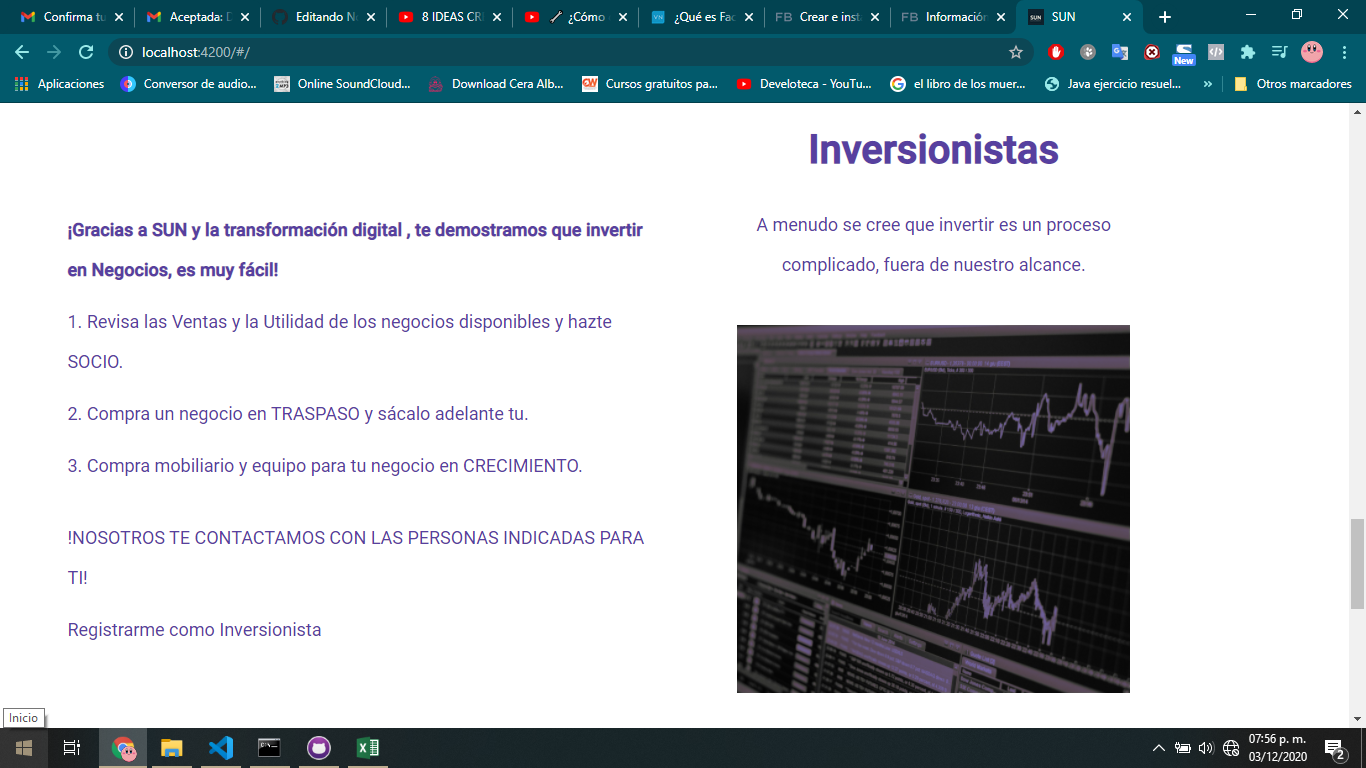 Confirma tu
Aceptada: D
Editando Ne
8 IDEAS CRE
¿Cómo
¿Qué es Fac
Crear e insta
Información
SUN
localhost:4200/#/
New
Aplicaciones
Conversor de audio...
Online SoundCloud...
Download Cera Alb...
Cursos gratuitos pa...
Develoteca - YouTu...
el libro de los muer...
Java ejercicio resuel...
»
Otros marcadores
Inversionistas
A menudo se cree que invertir es un proceso
complicado, fuera de nuestro alcance.
¡Gracias a SUN y la transformación digital , te demostramos que invertir
en Negocios, es muy fácil!
1. Revisa las Ventas y la Utilidad de los negocios disponibles y hazte
SOCIO.
2. Compra un negocio en TRASPASO y sácalo adelante tu.
3. Compra mobiliario y equipo para tu negocio en CRECIMIENTO.
!NOSOTROS TE CONTACTAMOS CON LAS PERSONAS INDICADAS PARA
TI!
Registrarme como Inversionista
Inicio
07:56 p. m.
03/12/2020
2